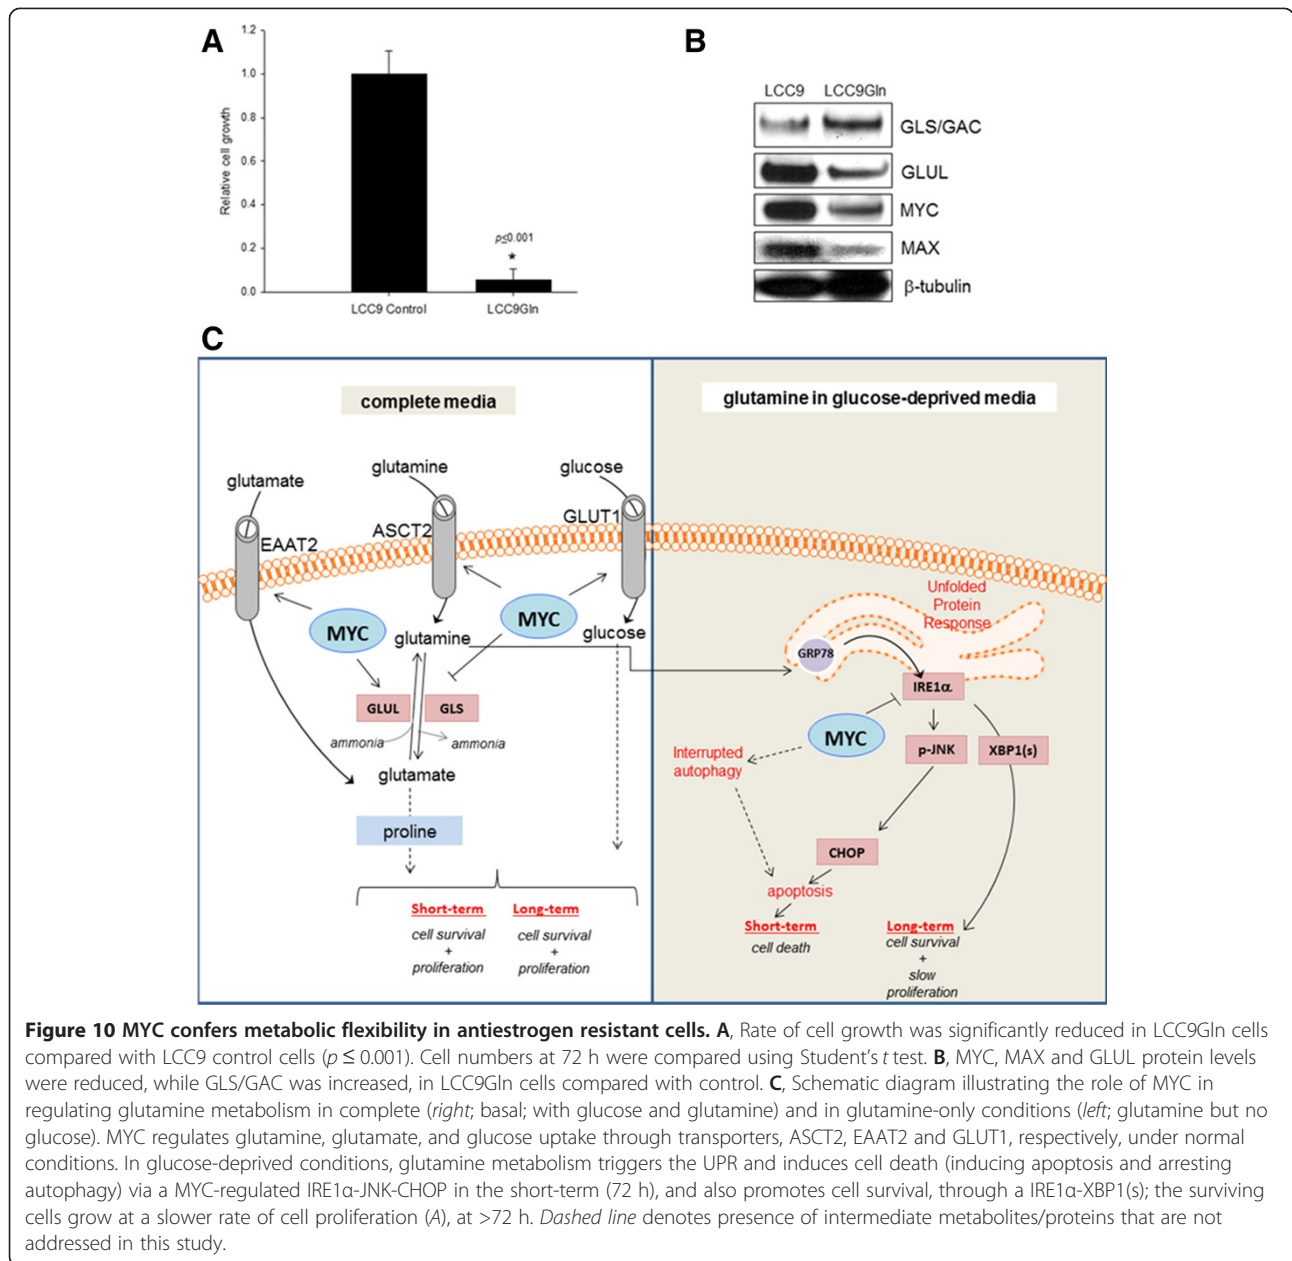 A
1.2
1.0
0.8
0.6
0.4
0.2
0.0
Relative cell growth
p≤0.001
*
LCC9 Control
LCC9Gln
B
LCC9
LCC9Gln
GLS/GAC
GLUL
MYC
MAX
β-tubulin
C
complete media
glutamate
glutamine
glucose
EAAT2
ASCT2
GLUT1
MYC
MYC
glutamine
glucose
GLUL
GLS
ammonia
ammonia
glutamate
proline
Short-term
Long-term
cell survival
+
proliferation
cell survival
+
proliferation
glutamine in glucose-deprived media
Unfolded
Protein
Response
GRP78
IRE1α.
MYC
p-JNK
XBP1(s)
Interrupted
autophagy
CHOP
apoptosis
Short-term
cell death
Long-term
cell survival
+
slow
proliferation
Figure 10 MYC confers metabolic flexibility in antiestrogen resistant cells. A, Rate of cell growth was significantly reduced in LCC9Gln cells
compared with LCC9 control cells (p ≤ 0.001). Cell numbers at 72 h were compared using Student's t test. B, MYC, MAX and GLUL protein levels
were reduced, while GLS/GAC was increased, in LCC9Gln cells compared with control. C, Schematic diagram illustrating the role of MYC in
regulating glutamine metabolism in complete (right; basal; with glucose and glutamine) and in glutamine-only conditions (left; glutamine but no
glucose). MYC regulates glutamine, glutamate, and glucose uptake through transporters, ASCT2, EAAT2 and GLUT1, respectively, under normal
conditions. In glucose-deprived conditions, glutamine metabolism triggers the UPR and induces cell death (inducing apoptosis and arresting
autophagy) via a MYC-regulated IRE1α-JNK-CHOP in the short-term (72 h), and also promotes cell survival, through a IRE1α-XBP1(s); the surviving
cells grow at a slower rate of cell proliferation (A), at >72 h. Dashed line denotes presence of intermediate metabolites/proteins that are not
addressed in this study.